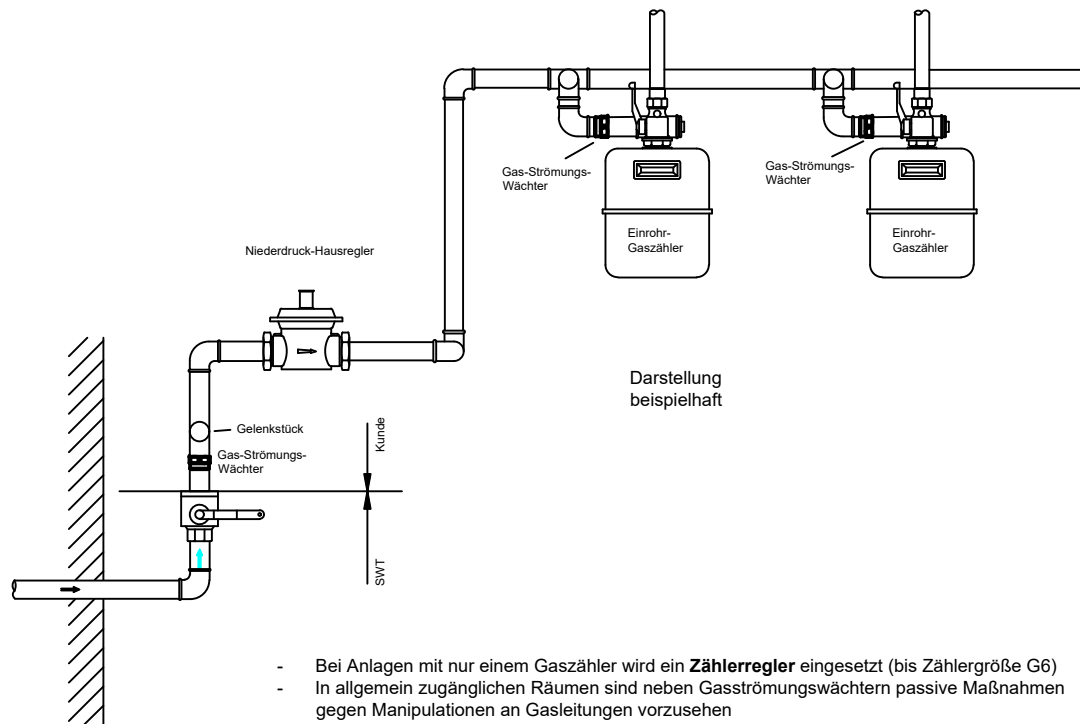 Gas-Strömungs-
Wächter
Gas-Strömungs-
Wächter
Einrohr-
Gaszähler
Einrohr-
Gaszähler
Niederdruck-Hausregler
Darstellung
beispielhaft
Gelenkstück
Kunde
Gas-Strömungs-
Wächter
SWT
- Bei Anlagen mit nur einem Gaszähler wird ein Zählerregler eingesetzt (bis Zählergröße G6)
- In allgemein zugänglichen Räumen sind neben Gasströmungswächtern passive Maßnahmen
gegen Manipulationen an Gasleitungen vorzusehen